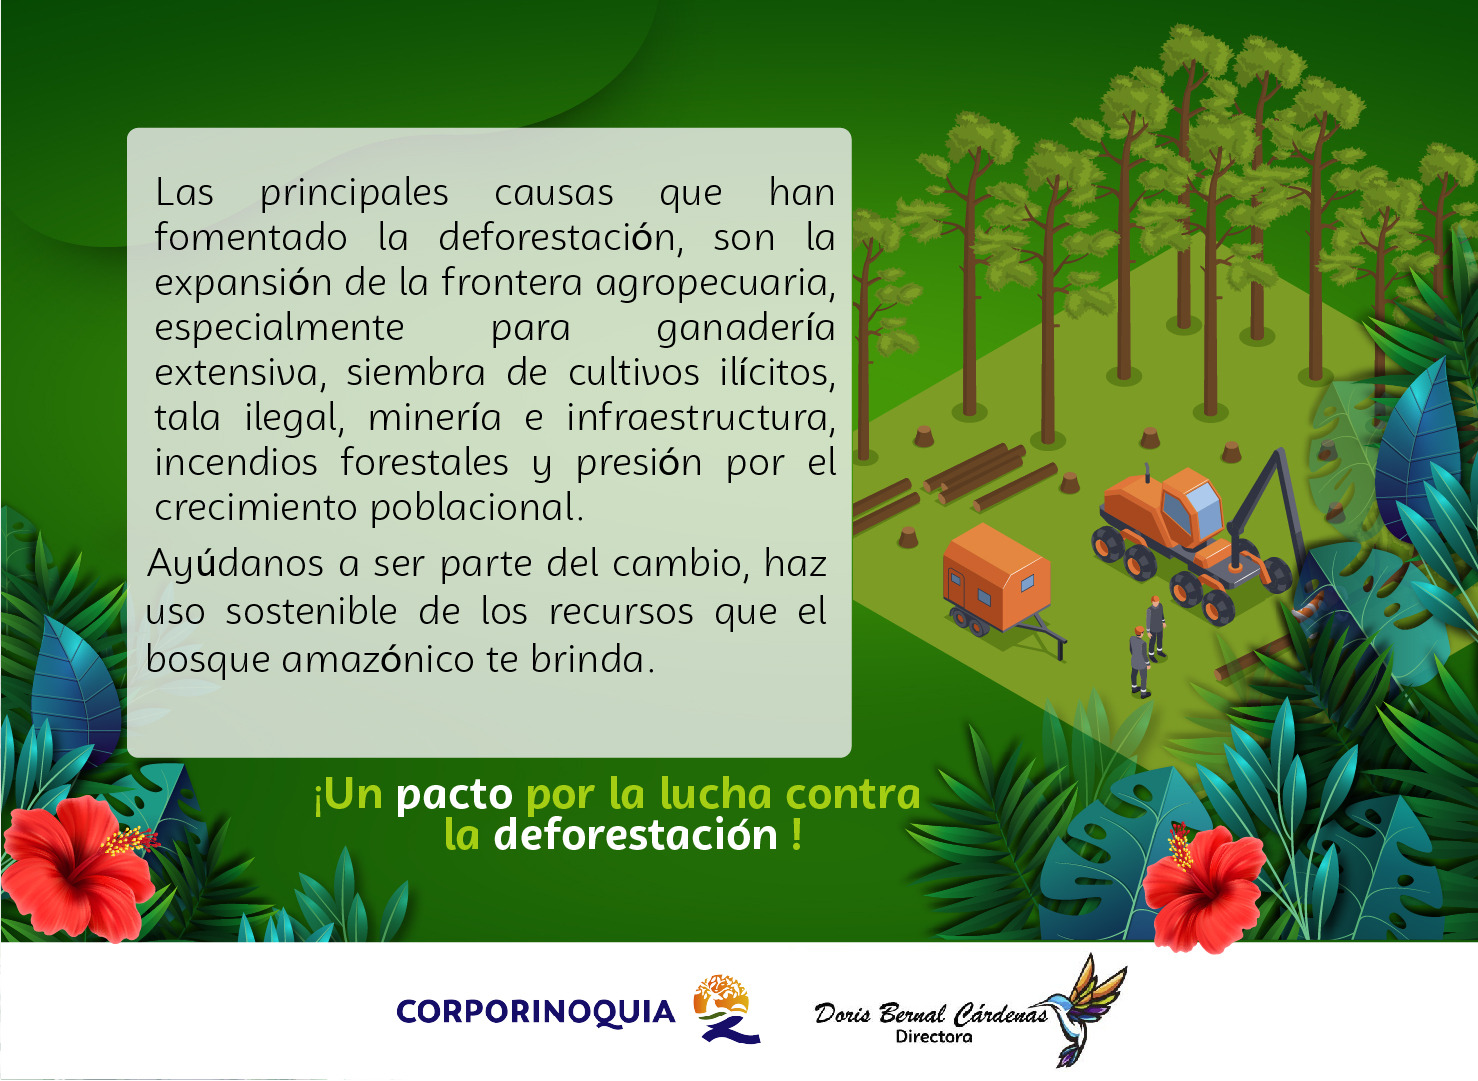 Las principales causas que han
fomentado la deforestación, son la
expansión de la frontera agropecuaria,
especialmente para ganadería
extensiva, siembra de cultivos ilícitos,
tala ilegal, minería e infraestructura,
incendios forestales y presión por el
crecimiento poblacional.
Ayúdanos a ser parte del cambio, haz
uso sostenible de los recursos que el
bosque amazónico te brinda.
¡Un pacto por la lucha contra
la deforestación !
CORPORINOQUIA
Doris Bernal Cárdenas
Directora